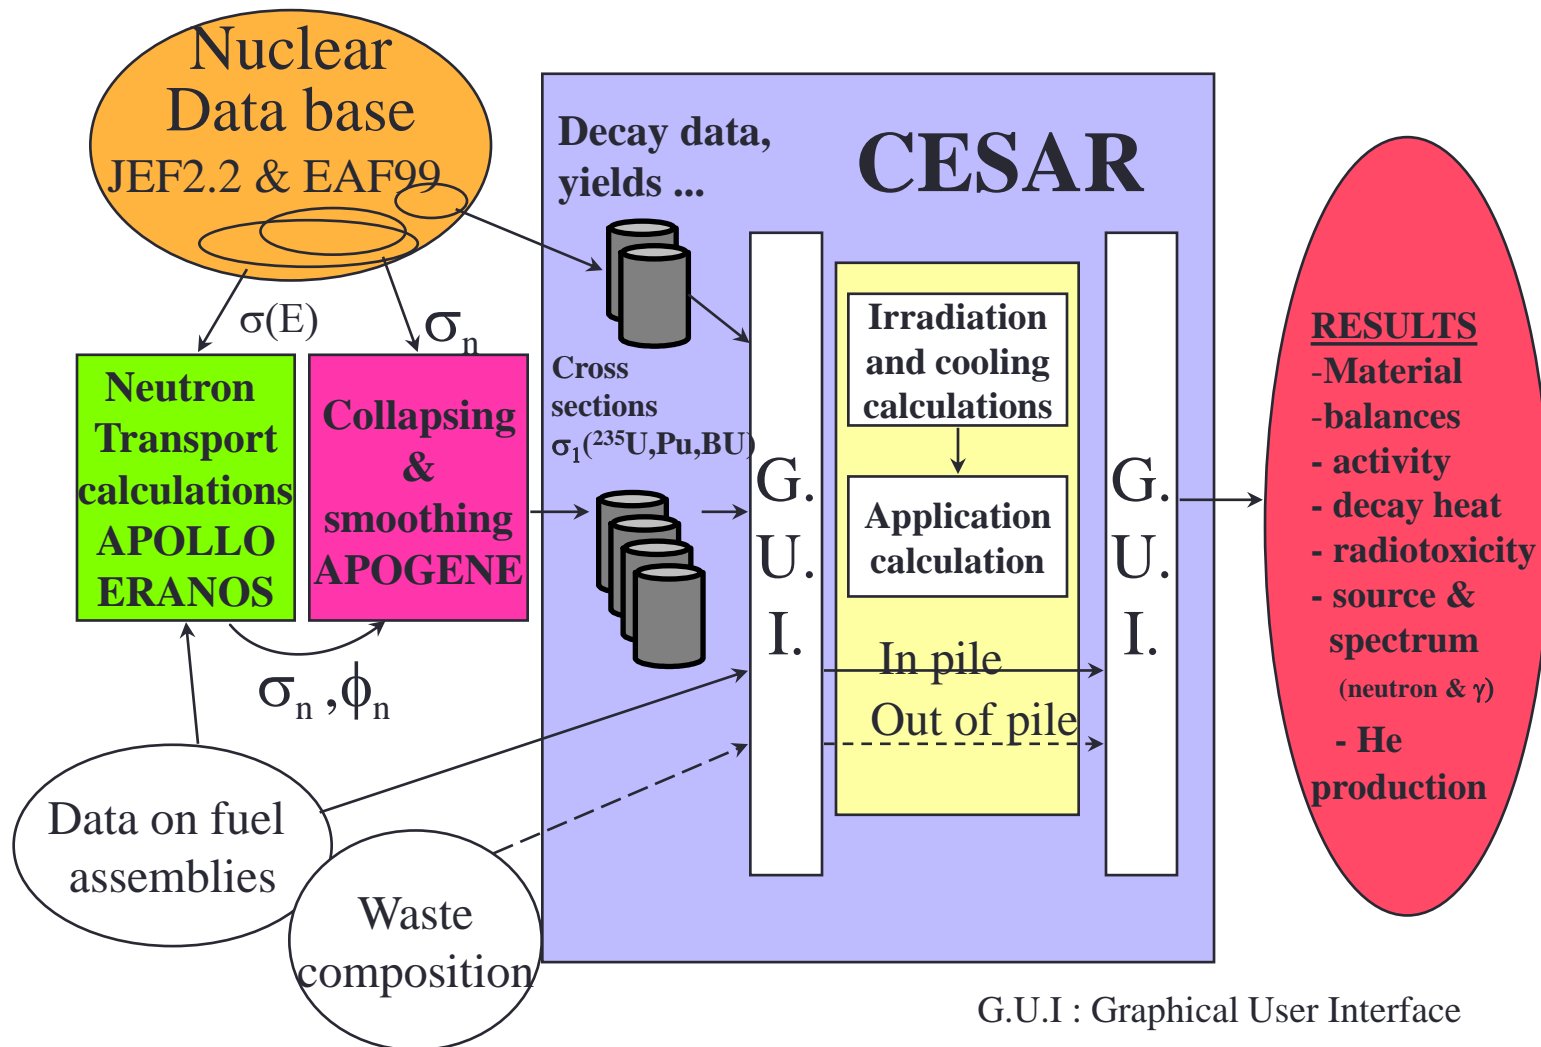 Nuclear
Data base
JEF2.2 & EAF99
σ(E)
σn
Neutron
Transport
calculations
APOLLO
ERANOS
Collapsing
&
smoothing
APOGENE
σn ,ϕn
Data on fuel
assemblies
Waste
composition
CESAR
Decay data,
yields ...
Cross
sections
σ1(235U,Pu,BU)
G.
U.
I.
Irradiation
and cooling
calculations
Application
calculation
In pile
Out of pile
G.
U.
I.
RESULTS
-Material
-balances
- activity
- decay heat
- radiotoxicity
- source &
spectrum
(neutron & γ)
- He
production
G.U.I : Graphical User Interface